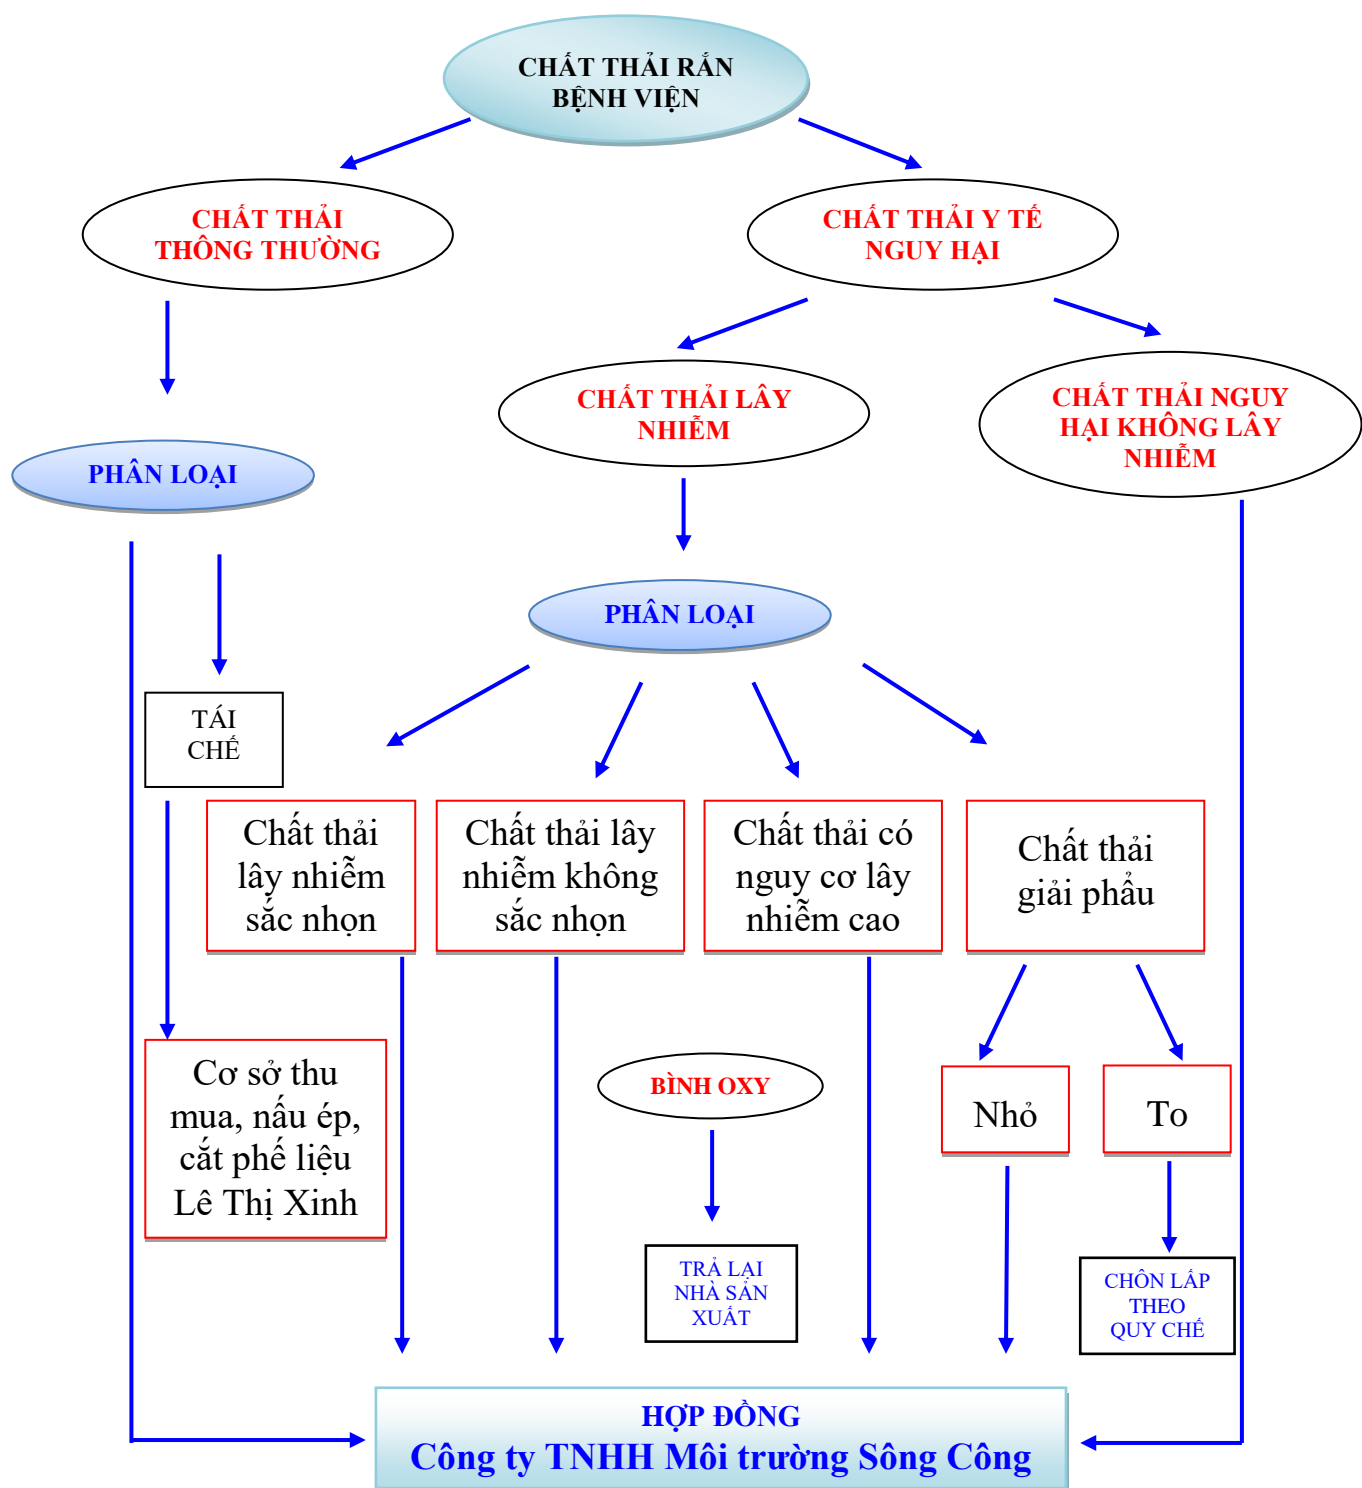 CHẤT THẢI RẮN
BỆNH VIỆN
CHẤT THẢI
THÔNG THƯỜNG
CHẤT THẢI Y TẾ
NGUY HẠI
CHẤT THẢI LÂY
NHIỄM
CHẤT THẢI NGUY
HẠI KHÔNG LÂY
NHIỄM
PHÂN LOẠI
PHÂN LOẠI
TÁI
CHẾ
Chất thải
lây nhiễm
sắc nhọn
Chất thải lây
nhiễm không
sắc nhọn
Chất thải có
nguy cơ lây
nhiễm cao
Chất thải
giải phẩu
Cơ sở thu
mua, nấu ép,
cắt phế liệu
Lê Thị Xinh
BÌNH OXY
Nhỏ
To
TRẢ LẠI
NHÀ SẢN
XUẤT
CHÔN LẤP
THEO
QUY CHẾ
HỢP ĐỒNG
Công ty TNHH Môi trường Sông Công